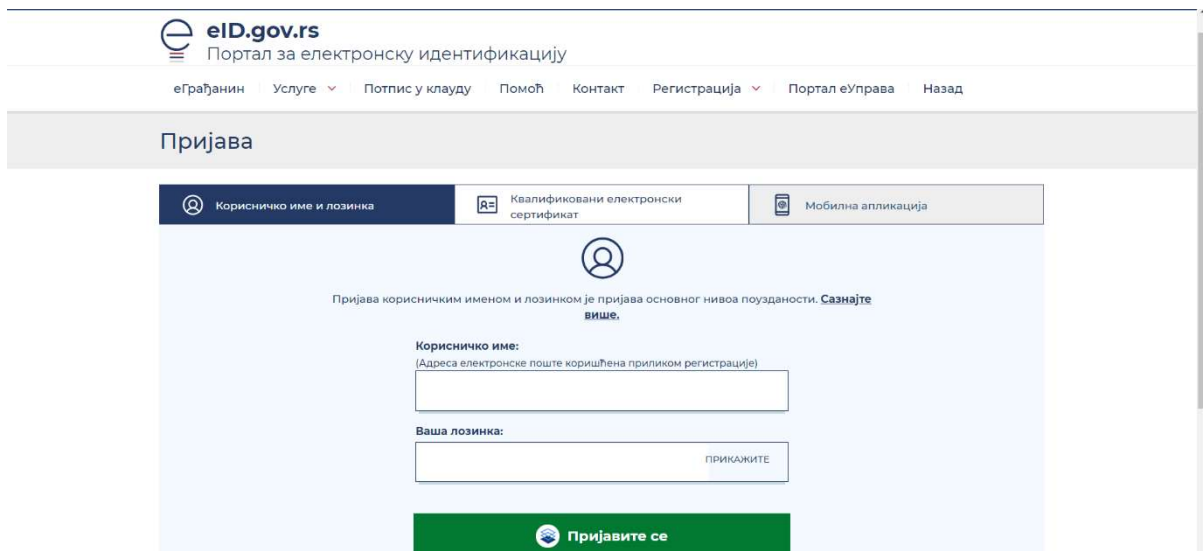 eID.gov.rs
Портал за електронску идентификацију
еГрађанин Услуге Потпис у клауду Помоћ Контакт Регистрација Портал еУправа Назад
Пријава
Корисничко име и лозинка
Квалификовани електронски
сертификат
Мобилна апликација
Пријава корисничким именом и лозинком је пријава основног нивоа поузданости. Сазнајте
више.
Корисничко име:
(Адреса електронске поште коришћена приликом регистрације)
Ваша лозинка:
ПРИКАЖИТЕ
Пријавите се